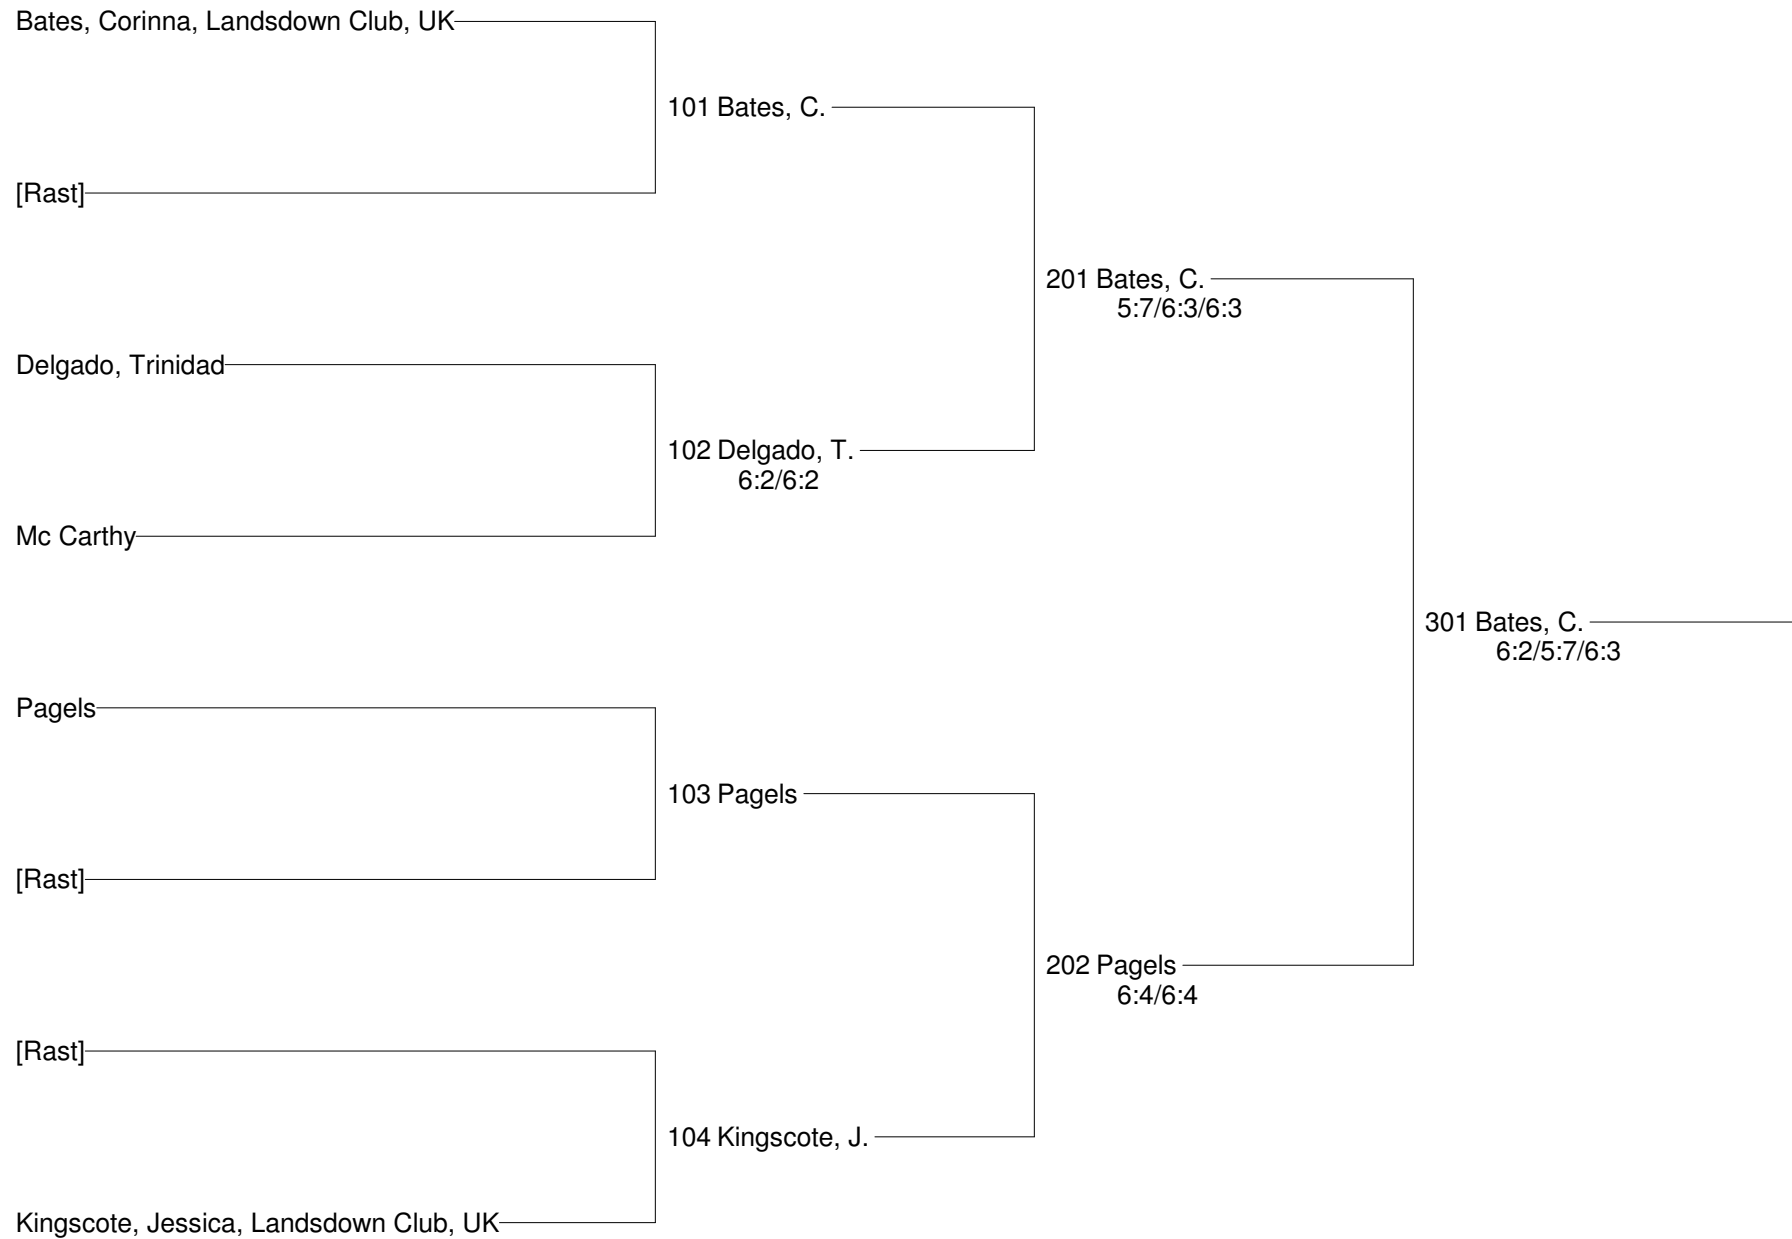 Bates, Corinna, Landsdown Club, UK
101 Bates, C.
[Rast]
201 Bates, C.
5:7/6:3/6:3
Delgado, Trinidad
102 Delgado, T.
6:2/6:2
Mc Carthy
301 Bates, C.
6:2/5:7/6:3
Pagels
103 Pagels
[Rast]
202 Pagels
6:4/6:4
[Rast]
104 Kingscote, J.
Kingscote, Jessica, Landsdown Club, UK